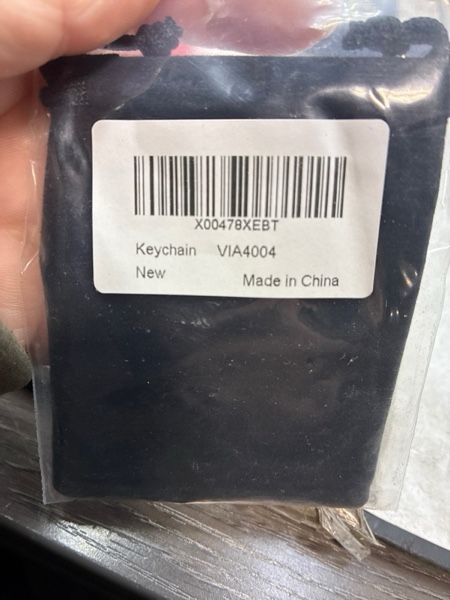 X00478XEBT
Keychain VIA4004
New
Made in China